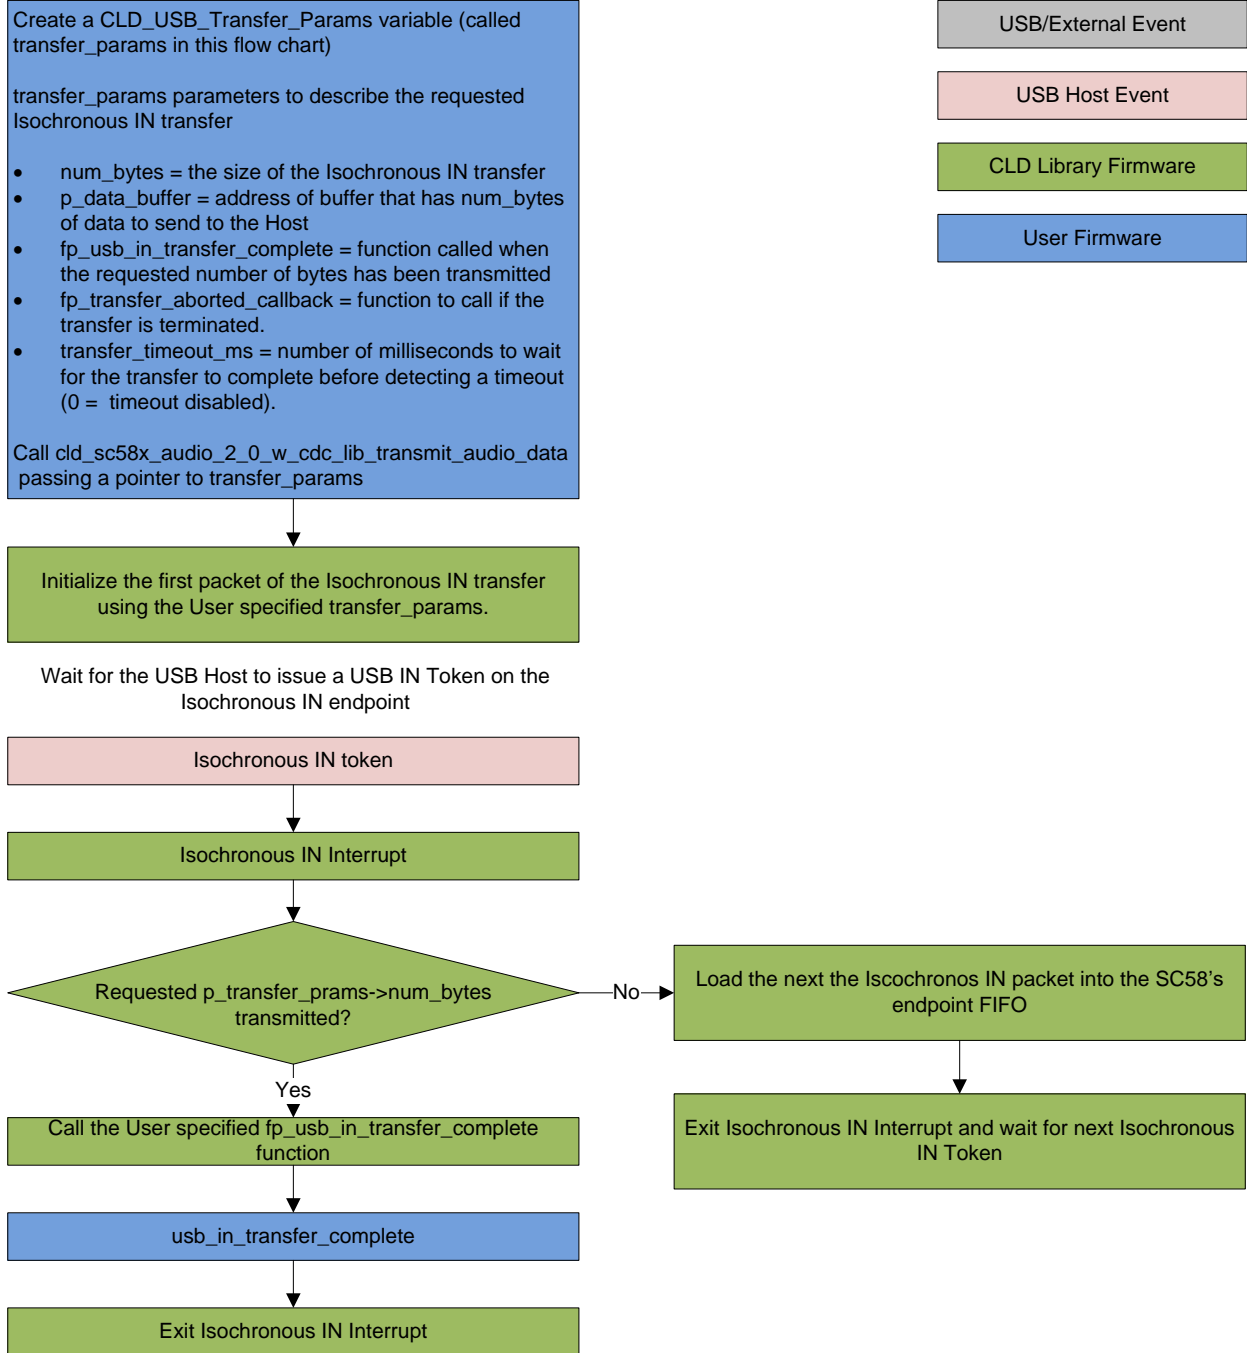 Create a CLD_USB_Transfer_Params variable (called
transfer_params in this flow chart)
transfer_params parameters to describe the requested
Isochronous IN transfer
• num_bytes = the size of the Isochronous IN transfer
• p_data_buffer = address of buffer that has num_bytes
of data to send to the Host
• fp_usb_in_transfer_complete = function called when
the requested number of bytes has been transmitted
• fp_transfer_aborted_callback = function to call if the
transfer is terminated.
• transfer_timeout_ms = number of milliseconds to wait
for the transfer to complete before detecting a timeout
(0 = timeout disabled).
Call cld_sc58x_audio_2_0_w_cdc_lib_transmit_audio_data
passing a pointer to transfer_params
USB/External Event
USB Host Event
CLD Library Firmware
User Firmware
Initialize the first packet of the Isochronous IN transfer
using the User specified transfer_params.
Wait for the USB Host to issue a USB IN Token on the
Isochronous IN endpoint
Isochronous IN token
Isochronous IN Interrupt
Requested p_transfer_prams->num_bytes
transmitted?
No
Load the next the Iscochronos IN packet into the SC58's
endpoint FIFO
Exit Isochronous IN Interrupt and wait for next Isochronous
IN Token
Yes
Call the User specified fp_usb_in_transfer_complete
function
usb_in_transfer_complete
Exit Isochronous IN Interrupt